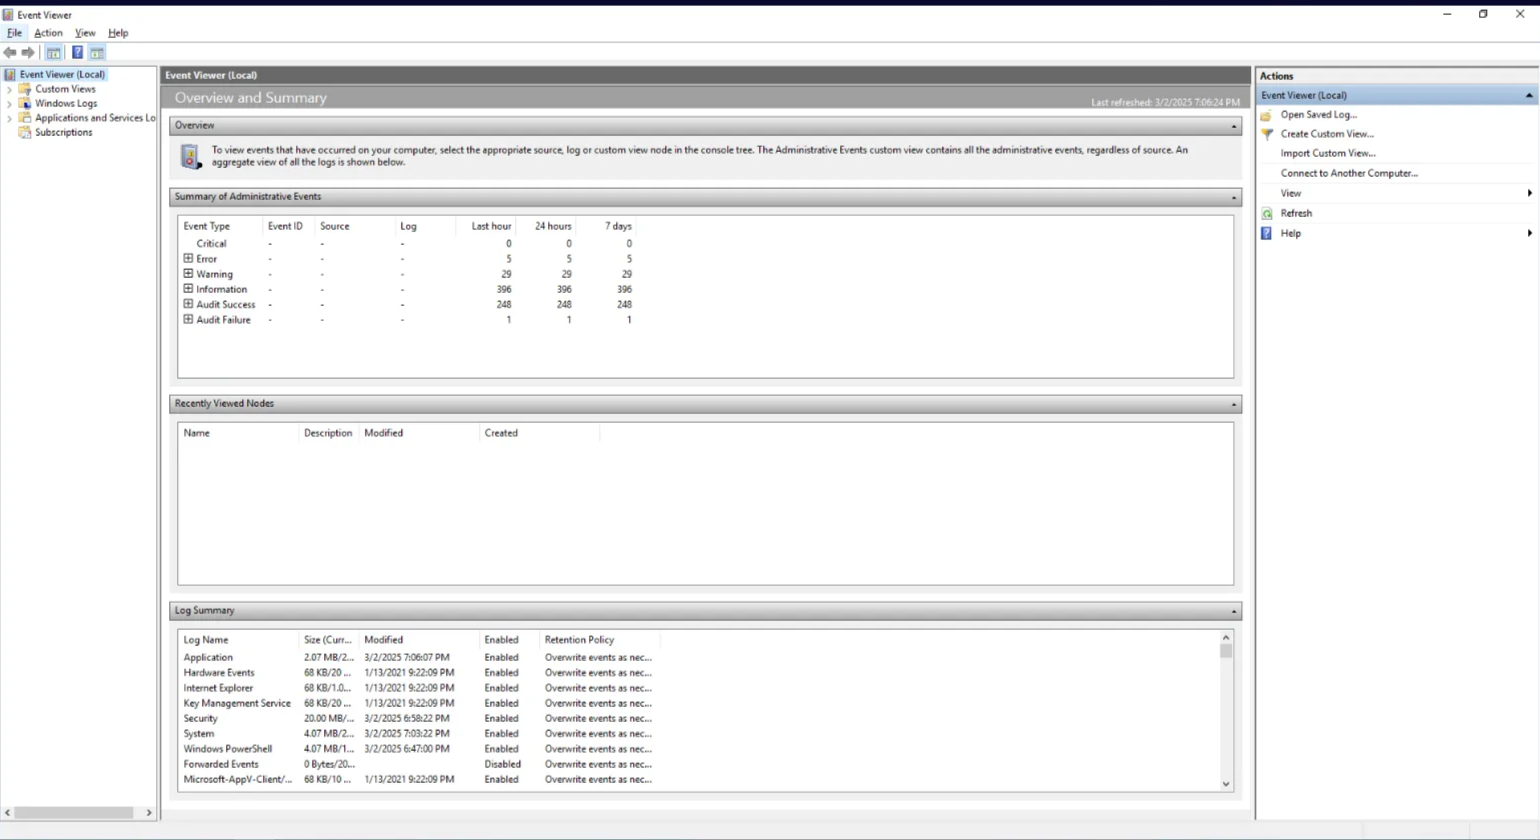 Event Viewer
File Action View Help
Event Viewer (Local)
Custom Views
Windows Logs
Applications and Services Lo
Subscriptions
Event Viewer (Local)
Overview and Summary
Last refreshed: 3/2/2025 7:06:24 PM
Overview
To view events that have occurred on your computer, select the appropriate source, log or custom view node in the console tree. The Administrative Events custom view contains all the administrative events, regardless of source. An
aggregate view of all the logs is shown below.
Summary of Administrative Events
Event Type Event ID Source Log Last hour 24 hours 7 days
Critical - - - 0 0 0
Error - - - 5 5 5
Warning - - - 29 29 29
Information - - - 396 396 396
Audit Success - - - 248 248 248
Audit Failure - - - 1 1 1
Recently Viewed Nodes
Name Description Modified Created
Log Summary
Log Name Size (Curr... Modified Enabled Retention Policy
Application 2.07 MB/2... 3/2/2025 7:06:07 PM Enabled Overwrite events as nec...
Hardware Events 68 KB/20 ... 1/13/2021 9:22:09 PM Enabled Overwrite events as nec...
Internet Explorer 68 KB/1.0... 1/13/2021 9:22:09 PM Enabled Overwrite events as nec...
Key Management Service 68 KB/20 ... 1/13/2021 9:22:09 PM Enabled Overwrite events as nec...
Security 20.00 MB/... 3/2/2025 6:58:22 PM Enabled Overwrite events as nec...
System 4.07 MB/2... 3/2/2025 7:03:22 PM Enabled Overwrite events as nec...
Windows PowerShell 4.07 MB/1... 3/2/2025 6:47:00 PM Enabled Overwrite events as nec...
Forwarded Events 0 Bytes/20... Disabled Overwrite events as nec...
Microsoft-AppV-Client/... 68 KB/10 ... 1/13/2021 9:22:09 PM Enabled Overwrite events as nec...
Actions
Event Viewer (Local)
Open Saved Log...
Create Custom View...
Import Custom View...
Connect to Another Computer...
View
Refresh
Help